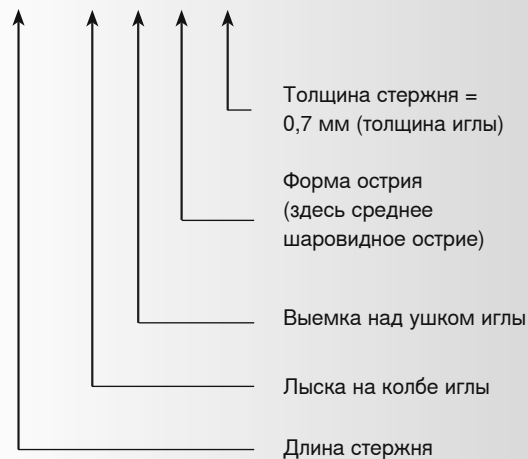 Толщина стержня =
0,7 мм (толщина иглы)
Форма острия
(здесь среднее
шаровидное острие)
Выемка над ушком иглы
Лыска на колбе иглы
Длина стержня